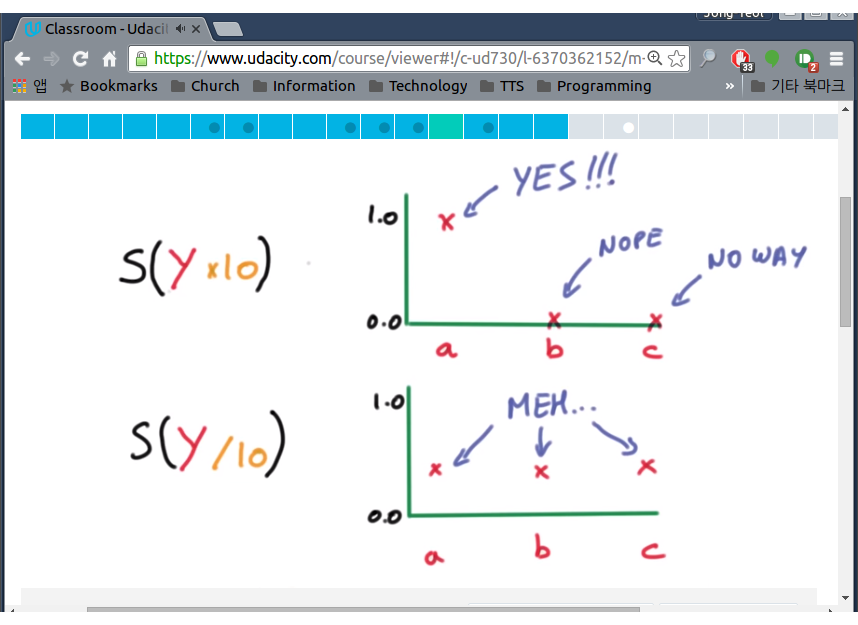 Jong Yeol
Classroom - Udaci
https://www.udacity.com/course/viewer#!/c-ud730/l-6370362152/m-
33
2
앱 Bookmarks Church Information Technology TTS Programming » 기타 북마크
YES!!!
1.0 x
NOPE
NO WAY
S(Y x10)
0.0 x x
a b c
1.0 MEH...
S(Y/10)
x x x
0.0
a b c